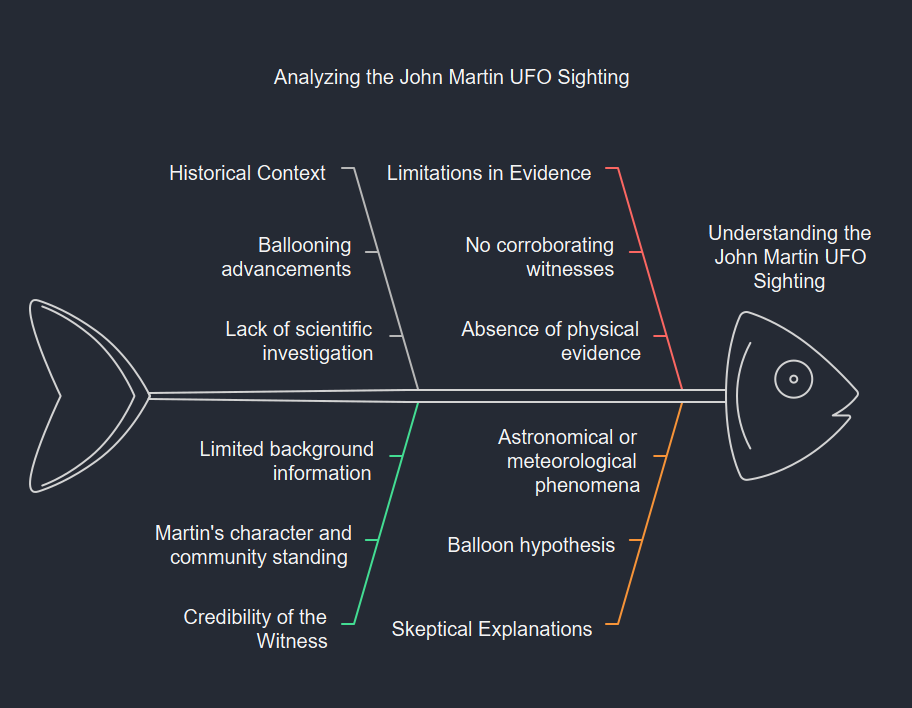 Analyzing the John Martin UFO Sighting
Historical Context
Ballooning
advancements
Lack of scientific
investigation
Limitations in Evidence
No corroborating
witnesses
Absence of physical
evidence
Understanding the
John Martin UFO
Sighting
Limited background
information
Martin's character and
community standing
Credibility of the
Witness
Astronomical or
meteorological
phenomena
Balloon hypothesis
Skeptical Explanations